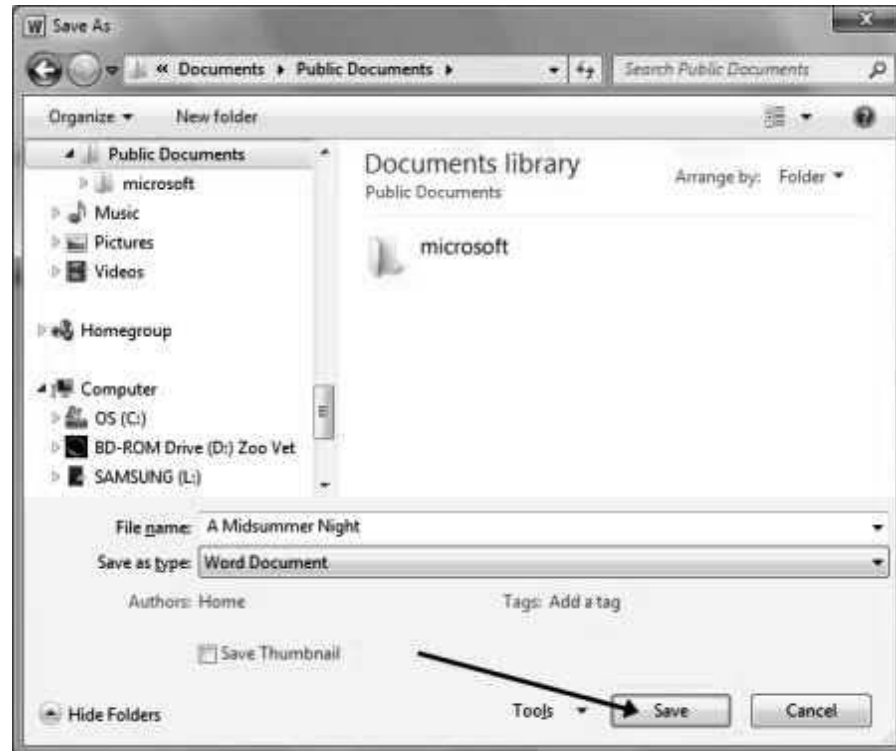 W Save As
« Documents Public Documents Search Public Documents
Organize New folder
Public Documents
microsoft
Music
Pictures
Videos
Homegroup
Computer
OS (C:)
BD-ROM Drive (D:) Zoo Vet
SAMSUNG (L:)
Documents library
Public Documents
Arrange by: Folder
microsoft
File name: A Midsummer Night
Save as type: Word Document
Authors: Home Tags: Add a tag
Save Thumbnail
Hide Folders Tools Save Cancel